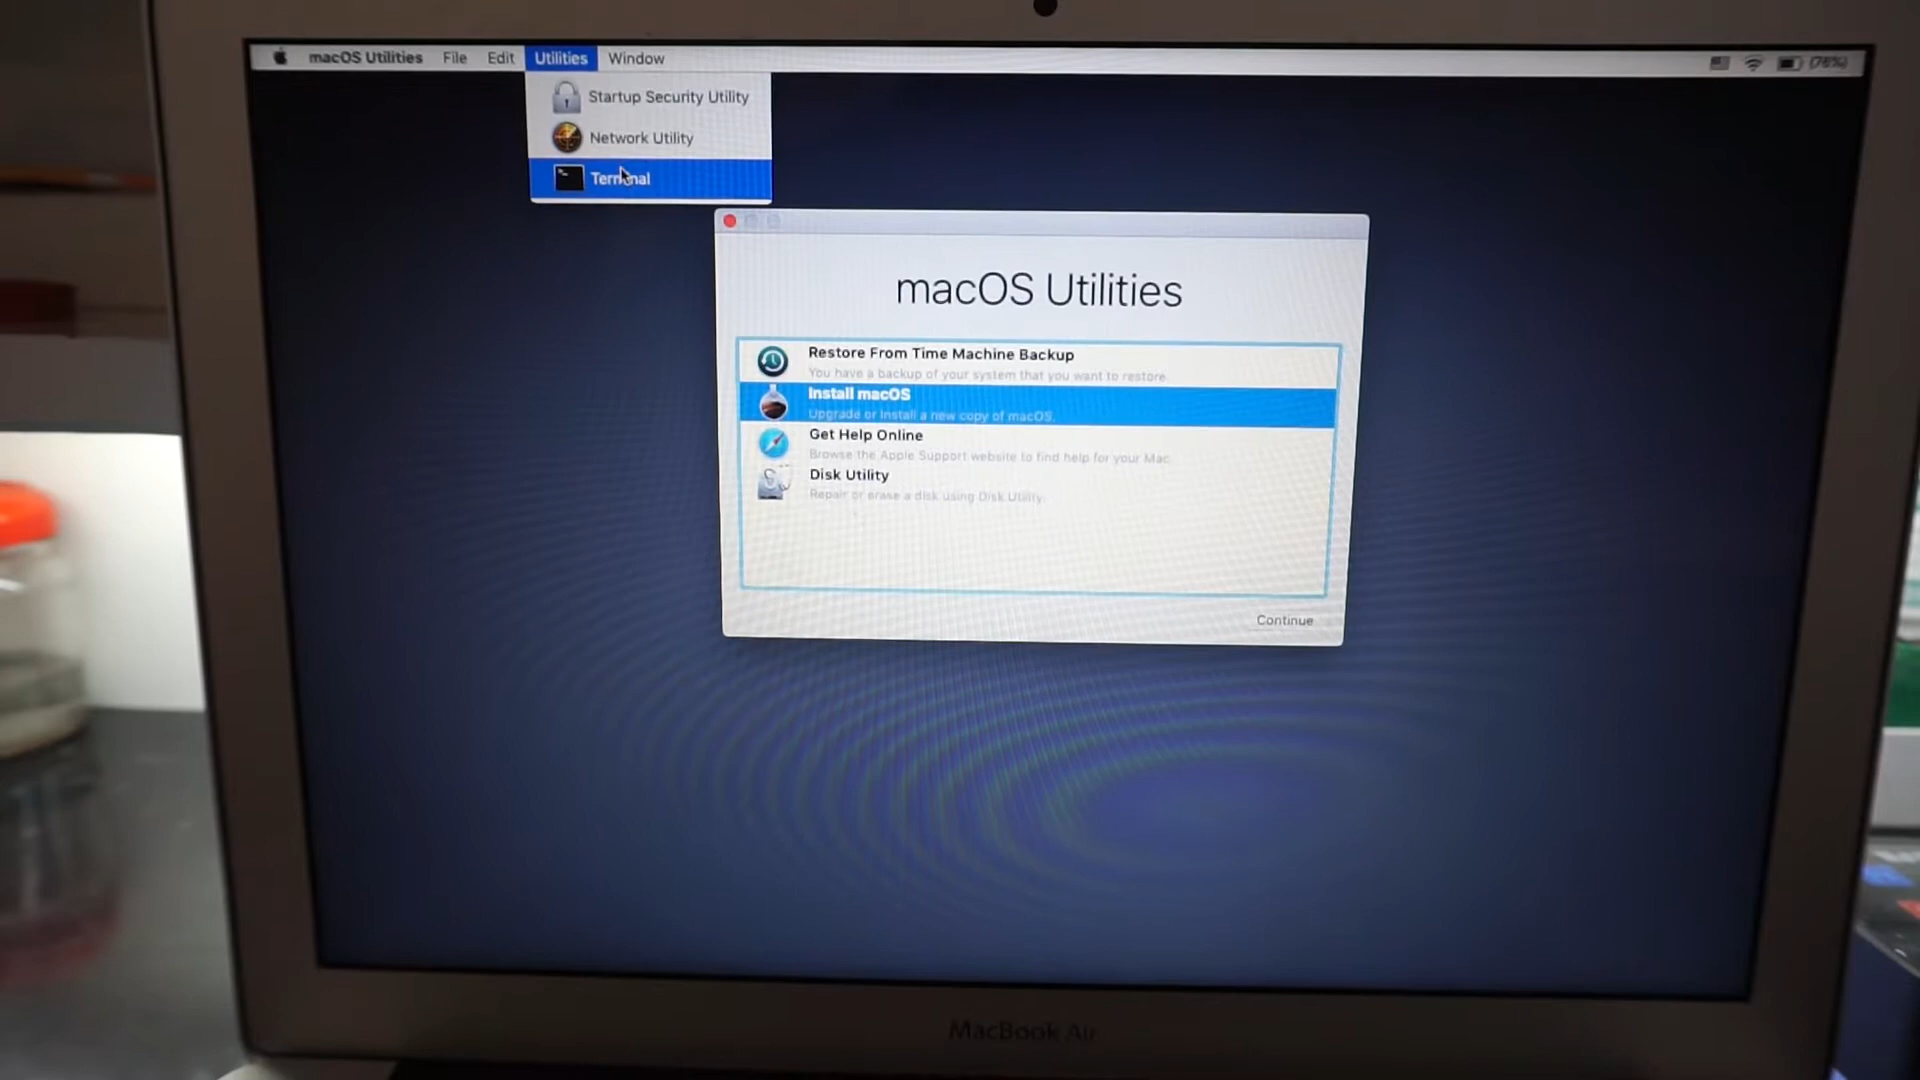 macOS Utilities File Edit Utilities Window (76%)
Startup Security Utility
Network Utility
Terminal
macOS Utilities
Restore From Time Machine Backup
You have a backup of your system that you want to restore.
Install macOS
Upgrade or install a new copy of macOS.
Get Help Online
Browse the Apple Support website to find help for your Mac.
Disk Utility
Repair or erase a disk using Disk Utility.
Continue
MacBook Air